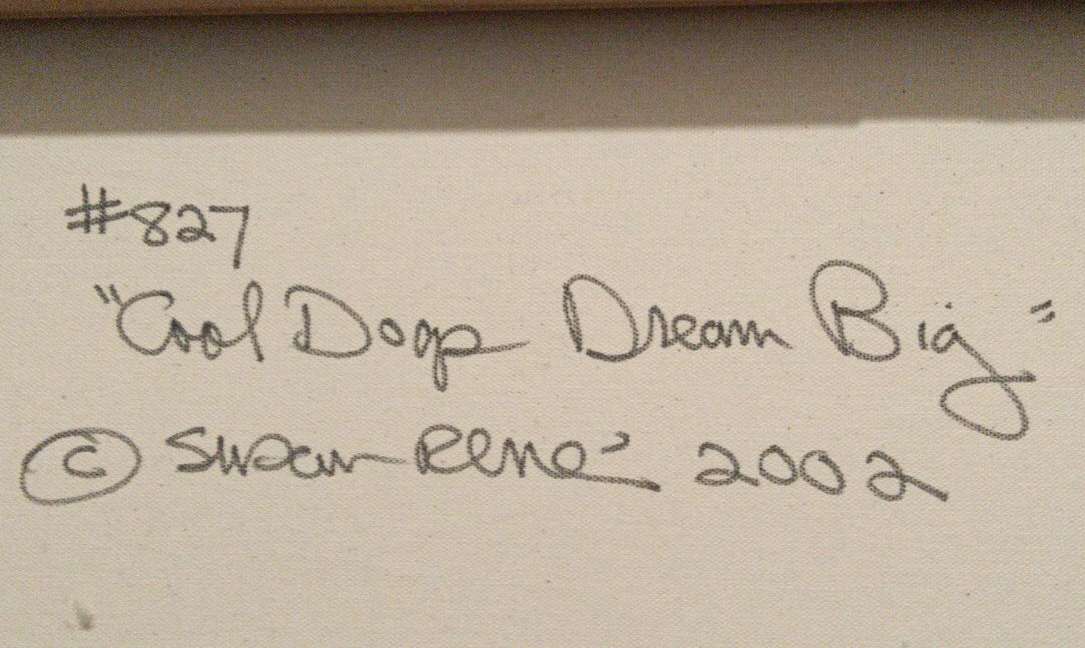 #827
"Cool Dogs Dream Big"
© Susan Rene' 2002